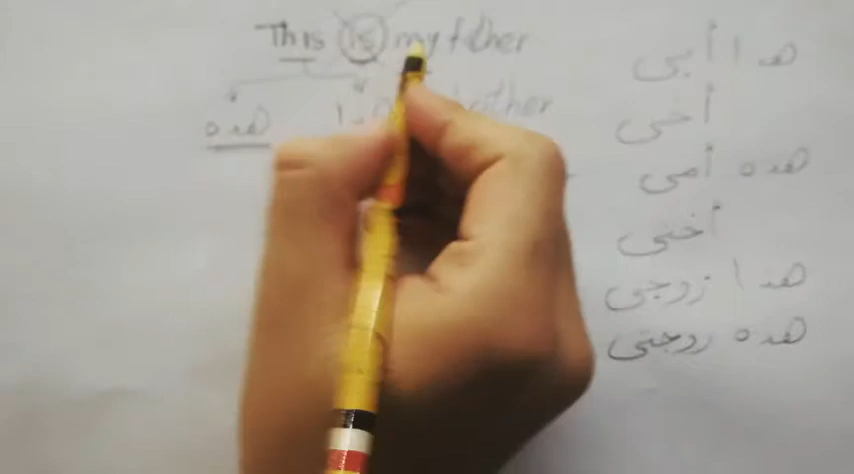 This is my father
هدا أبي
أخي
هده
هده أمي
أختي
هدا زوجي
هده زوجتي